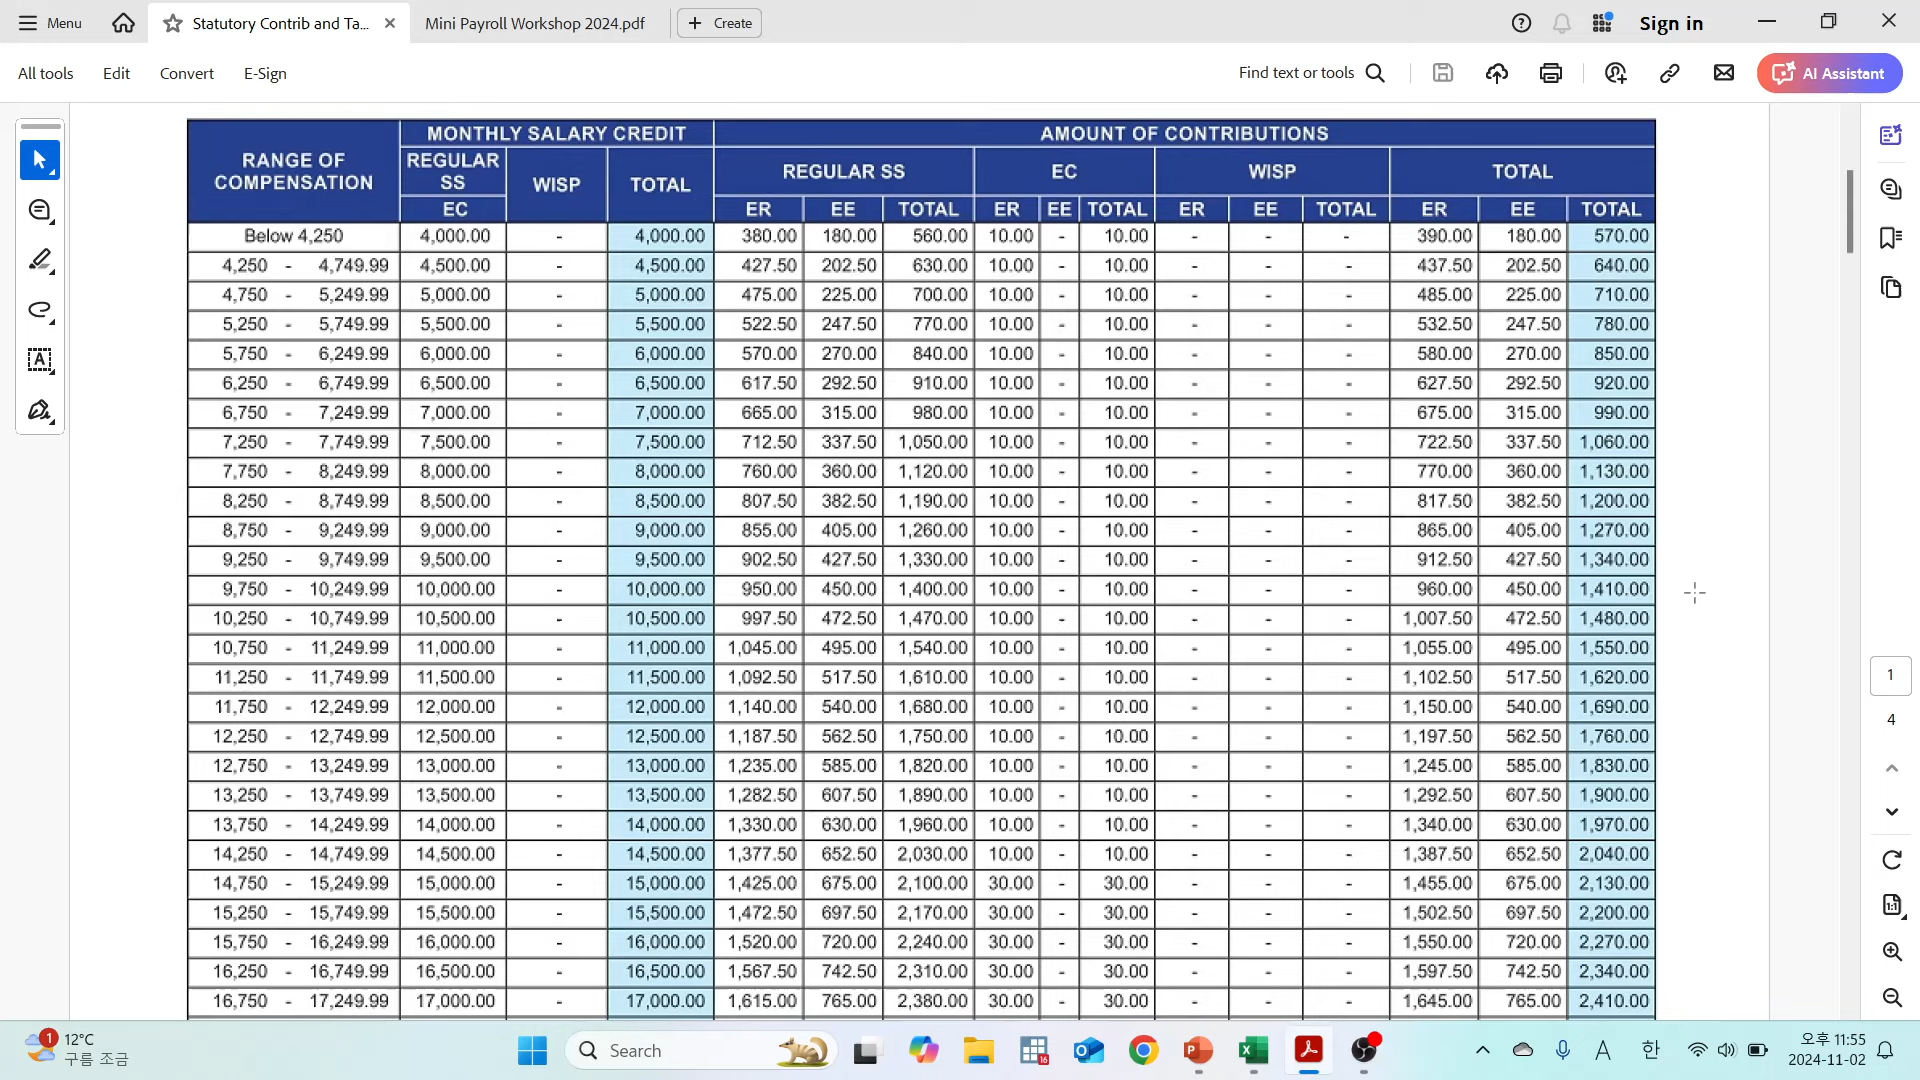 Menu
Statutory Contrib and Ta...
Mini Payroll Workshop 2024.pdf
Create
Sign in
All tools Edit Convert E-Sign
Find text or tools
AI Assistant
RANGE OF COMPENSATION
MONTHLY SALARY CREDIT AMOUNT OF CONTRIBUTIONS
REGULAR SS WISP TOTAL REGULAR SS EC WISP TOTAL
EC ER EE TOTAL ER EE TOTAL ER EE TOTAL ER EE TOTAL
Below 4,250 4,000.00 - 4,000.00 380.00 180.00 560.00 10.00 - 10.00 - - - 390.00 180.00 570.00
4,250 - 4,749.99 4,500.00 - 4,500.00 427.50 202.50 630.00 10.00 - 10.00 - - - 437.50 202.50 640.00
4,750 - 5,249.99 5,000.00 - 5,000.00 475.00 225.00 700.00 10.00 - 10.00 - - - 485.00 225.00 710.00
5,250 - 5,749.99 5,500.00 - 5,500.00 522.50 247.50 770.00 10.00 - 10.00 - - - 532.50 247.50 780.00
5,750 - 6,249.99 6,000.00 - 6,000.00 570.00 270.00 840.00 10.00 - 10.00 - - - 580.00 270.00 850.00
6,250 - 6,749.99 6,500.00 - 6,500.00 617.50 292.50 910.00 10.00 - 10.00 - - - 627.50 292.50 920.00
6,750 - 7,249.99 7,000.00 - 7,000.00 665.00 315.00 980.00 10.00 - 10.00 - - - 675.00 315.00 990.00
7,250 - 7,749.99 7,500.00 - 7,500.00 712.50 337.50 1,050.00 10.00 - 10.00 - - - 722.50 337.50 1,060.00
7,750 - 8,249.99 8,000.00 - 8,000.00 760.00 360.00 1,120.00 10.00 - 10.00 - - - 770.00 360.00 1,130.00
8,250 - 8,749.99 8,500.00 - 8,500.00 807.50 382.50 1,190.00 10.00 - 10.00 - - - 817.50 382.50 1,200.00
8,750 - 9,249.99 9,000.00 - 9,000.00 855.00 405.00 1,260.00 10.00 - 10.00 - - - 865.00 405.00 1,270.00
9,250 - 9,749.99 9,500.00 - 9,500.00 902.50 427.50 1,330.00 10.00 - 10.00 - - - 912.50 427.50 1,340.00
9,750 - 10,249.99 10,000.00 - 10,000.00 950.00 450.00 1,400.00 10.00 - 10.00 - - - 960.00 450.00 1,410.00
10,250 - 10,749.99 10,500.00 - 10,500.00 997.50 472.50 1,470.00 10.00 - 10.00 - - - 1,007.50 472.50 1,480.00
10,750 - 11,249.99 11,000.00 - 11,000.00 1,045.00 495.00 1,540.00 10.00 - 10.00 - - - 1,055.00 495.00 1,550.00
11,250 - 11,749.99 11,500.00 - 11,500.00 1,092.50 517.50 1,610.00 10.00 - 10.00 - - - 1,102.50 517.50 1,620.00
11,750 - 12,249.99 12,000.00 - 12,000.00 1,140.00 540.00 1,680.00 10.00 - 10.00 - - - 1,150.00 540.00 1,690.00
12,250 - 12,749.99 12,500.00 - 12,500.00 1,187.50 562.50 1,750.00 10.00 - 10.00 - - - 1,197.50 562.50 1,760.00
12,750 - 13,249.99 13,000.00 - 13,000.00 1,235.00 585.00 1,820.00 10.00 - 10.00 - - - 1,245.00 585.00 1,830.00
13,250 - 13,749.99 13,500.00 - 13,500.00 1,282.50 607.50 1,890.00 10.00 - 10.00 - - - 1,292.50 607.50 1,900.00
13,750 - 14,249.99 14,000.00 - 14,000.00 1,330.00 630.00 1,960.00 10.00 - 10.00 - - - 1,340.00 630.00 1,970.00
14,250 - 14,749.99 14,500.00 - 14,500.00 1,377.50 652.50 2,030.00 10.00 - 10.00 - - - 1,387.50 652.50 2,040.00
14,750 - 15,249.99 15,000.00 - 15,000.00 1,425.00 675.00 2,100.00 30.00 - 30.00 - - - 1,455.00 675.00 2,130.00
15,250 - 15,749.99 15,500.00 - 15,500.00 1,472.50 697.50 2,170.00 30.00 - 30.00 - - - 1,502.50 697.50 2,200.00
15,750 - 16,249.99 16,000.00 - 16,000.00 1,520.00 720.00 2,240.00 30.00 - 30.00 - - - 1,550.00 720.00 2,270.00
16,250 - 16,749.99 16,500.00 - 16,500.00 1,567.50 742.50 2,310.00 30.00 - 30.00 - - - 1,597.50 742.50 2,340.00
16,750 - 17,249.99 17,000.00 - 17,000.00 1,615.00 765.00 2,380.00 30.00 - 30.00 - - - 1,645.00 765.00 2,410.00
1
4
1
12°C
구름 조금
Search
16
A
한
오후 11:55
2024-11-02